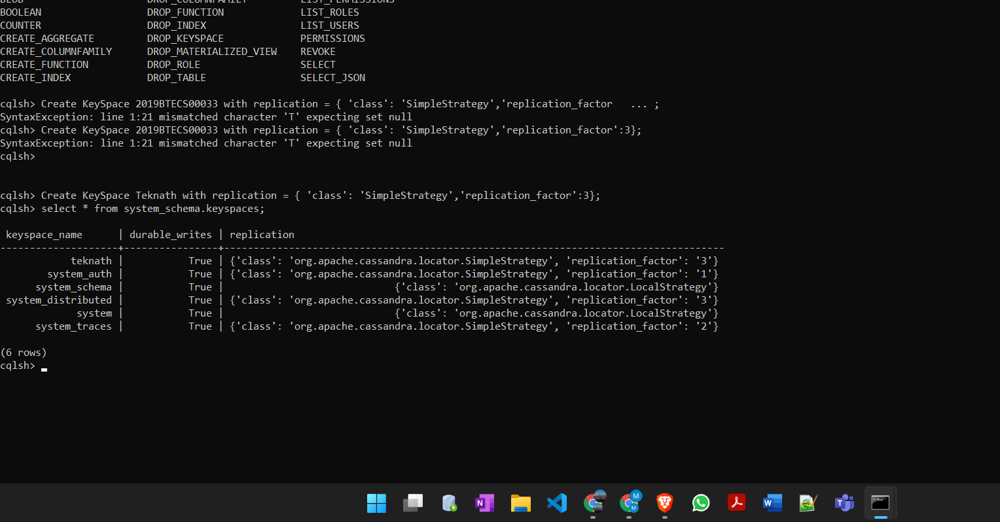 BLOB                     DROP_COLUMNFAMILY         LIST_PERMISSIONS
BOOLEAN                  DROP_FUNCTION             LIST_ROLES
COUNTER                  DROP_INDEX                LIST_USERS
CREATE_AGGREGATE         DROP_KEYSPACE             PERMISSIONS
CREATE_COLUMNFAMILY      DROP_MATERIALIZED_VIEW    REVOKE
CREATE_FUNCTION          DROP_ROLE                 SELECT
CREATE_INDEX             DROP_TABLE                SELECT_JSON
cqlsh> Create KeySpace 2019BTECS00033 with replication = { 'class': 'SimpleStrategy','replication_factor   ... ;
SyntaxException: line 1:21 mismatched character 'T' expecting set null
cqlsh> Create KeySpace 2019BTECS00033 with replication = { 'class': 'SimpleStrategy','replication_factor':3};
SyntaxException: line 1:21 mismatched character 'T' expecting set null
cqlsh>
cqlsh> Create KeySpace Teknath with replication = { 'class': 'SimpleStrategy','replication_factor':3};
cqlsh> select * from system_schema.keyspaces;
 keyspace_name      | durable_writes | replication
--------------------+----------------+-------------------------------------------------------------------------------------
            teknath |           True | {'class': 'org.apache.cassandra.locator.SimpleStrategy', 'replication_factor': '3'}
        system_auth |           True | {'class': 'org.apache.cassandra.locator.SimpleStrategy', 'replication_factor': '1'}
      system_schema |           True |                             {'class': 'org.apache.cassandra.locator.LocalStrategy'}
 system_distributed |           True | {'class': 'org.apache.cassandra.locator.SimpleStrategy', 'replication_factor': '3'}
             system |           True |                             {'class': 'org.apache.cassandra.locator.LocalStrategy'}
      system_traces |           True | {'class': 'org.apache.cassandra.locator.SimpleStrategy', 'replication_factor': '2'}
(6 rows)
cqlsh>